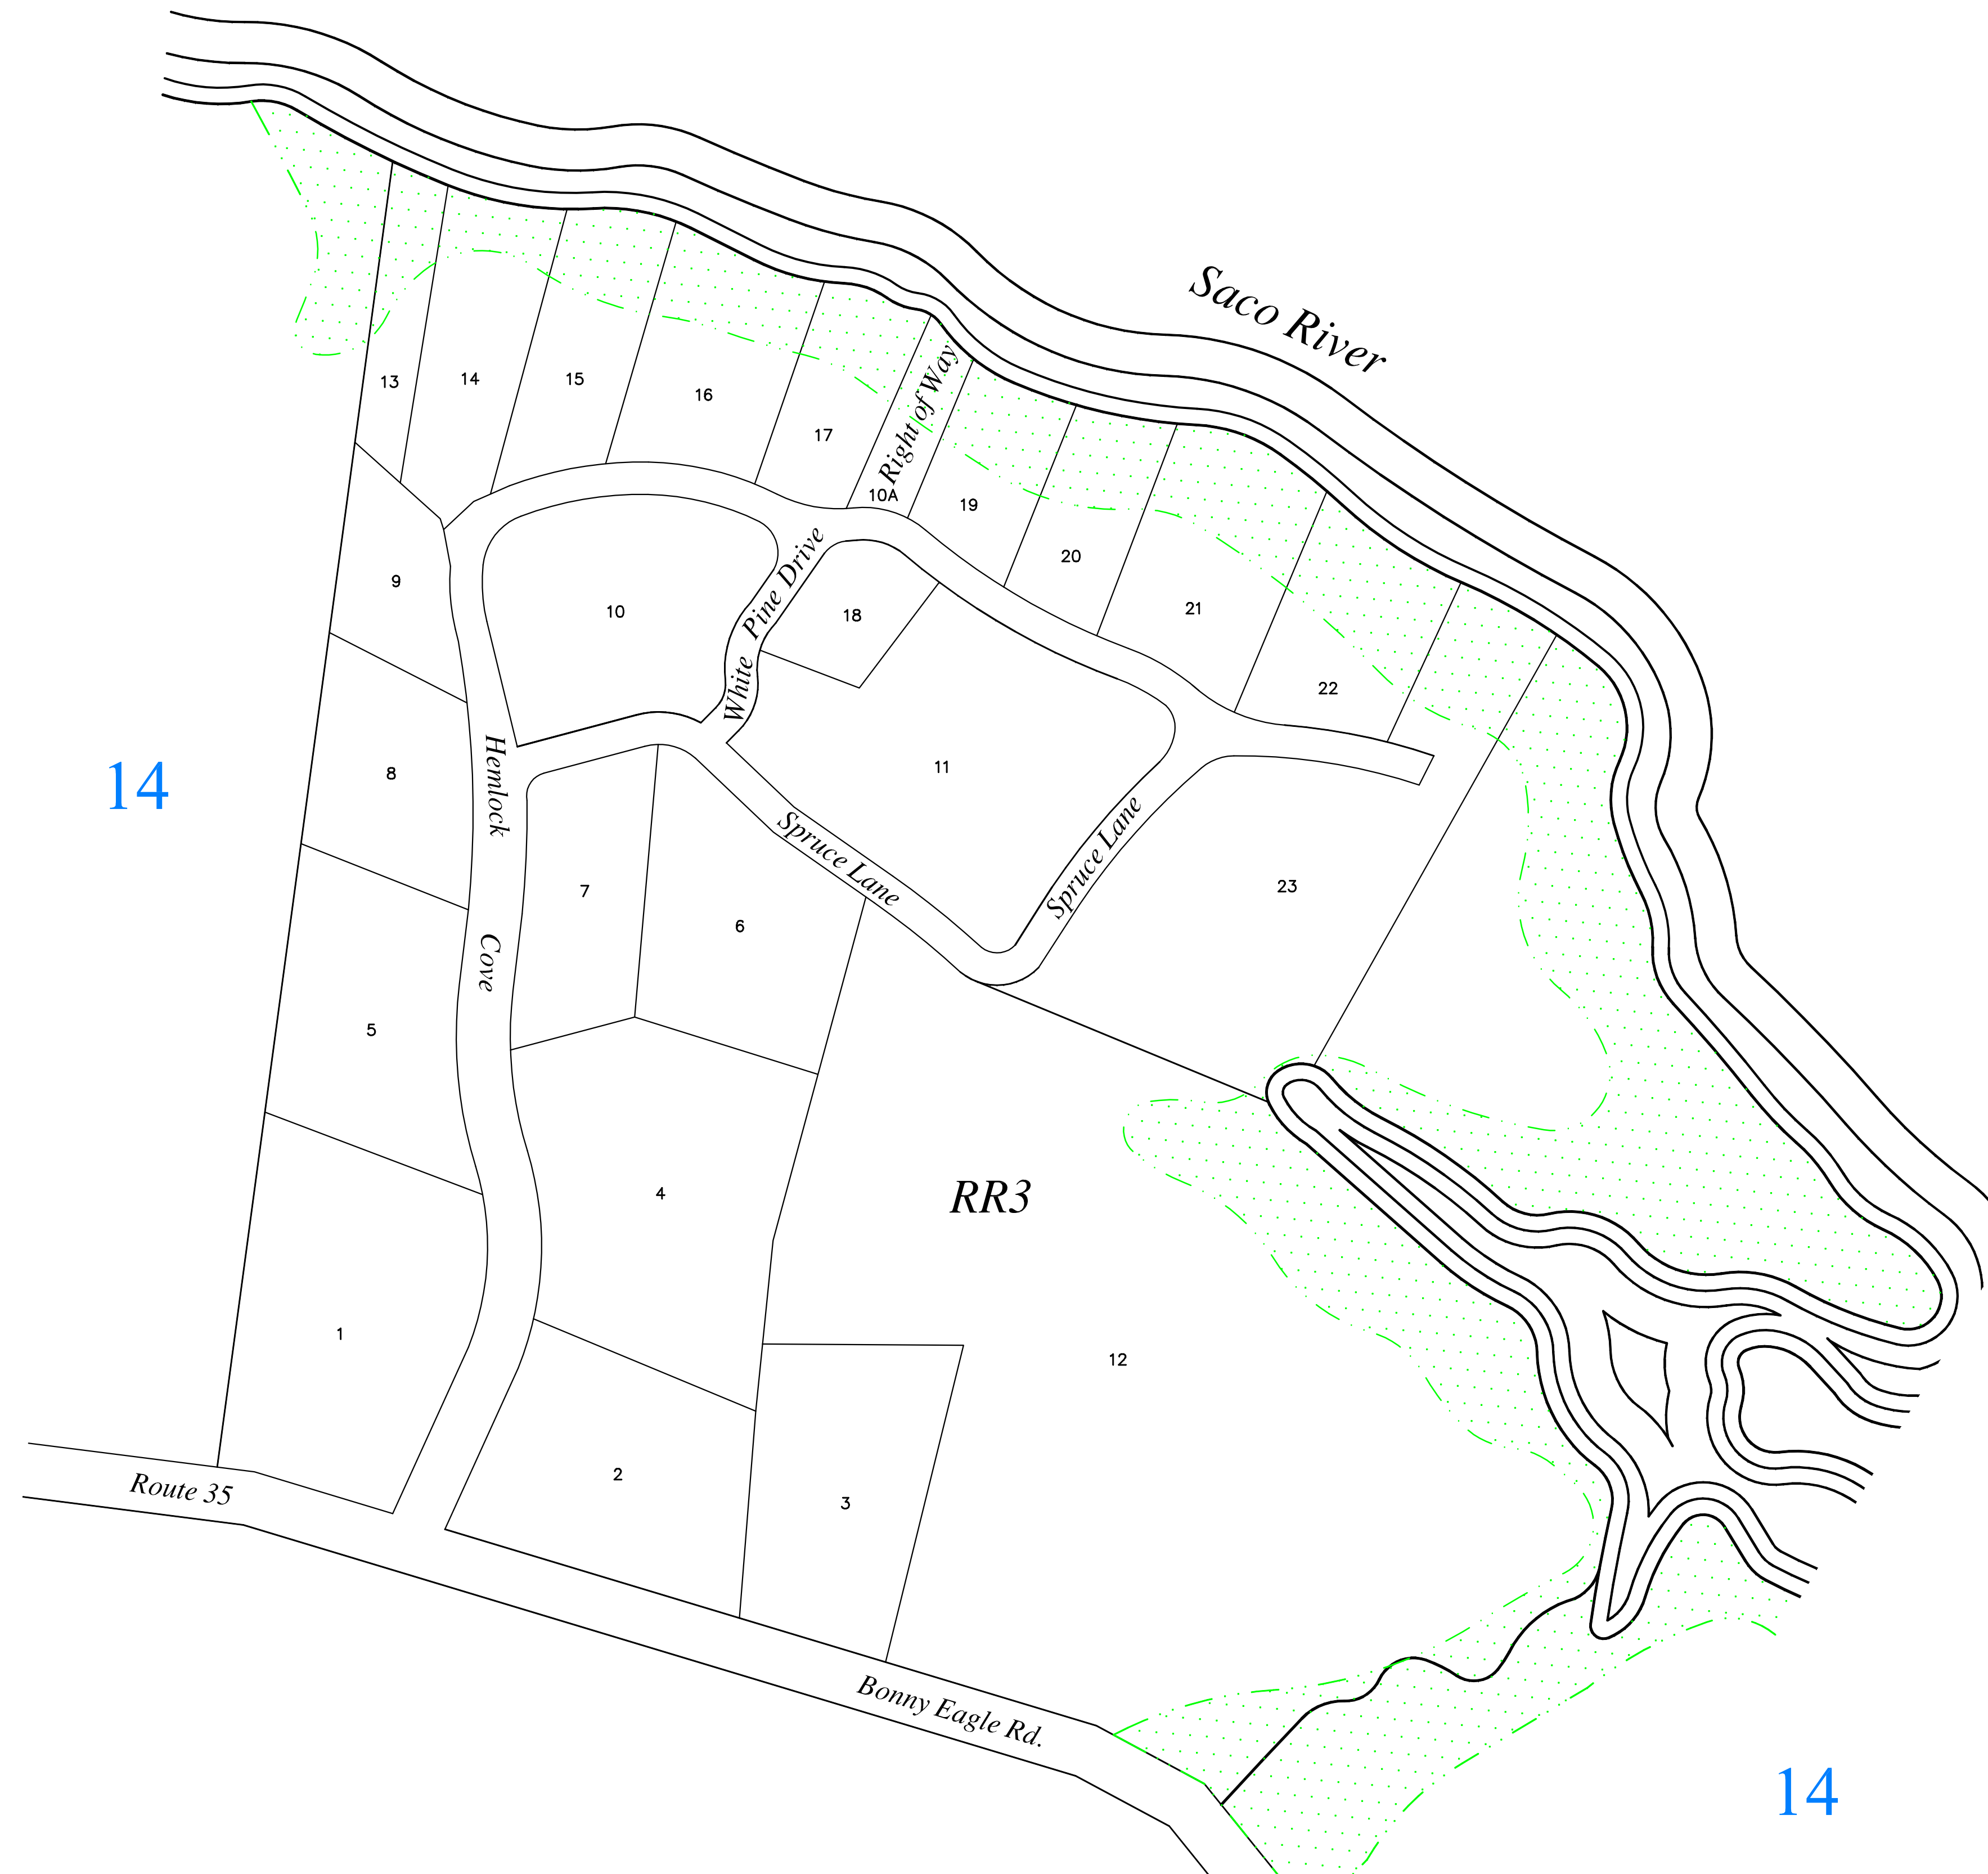 Saco River
Right of Way
13
14
15
16
17
10A
19
20
21
22
9
10
White Pine Drive
18
8
14
Hemlock Cove
11
Spruce Lane
Spruce Lane
7
6
23
5
4
RR3
1
12
2
3
Route 35
Bonny Eagle Rd.
14